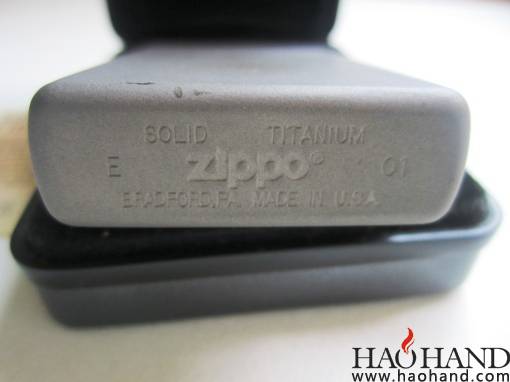 SOLID TITANIUM
E zippo® 01
BRADFORD, PA. MADE IN U.S.A.
HAOHAND
www.haohand.com